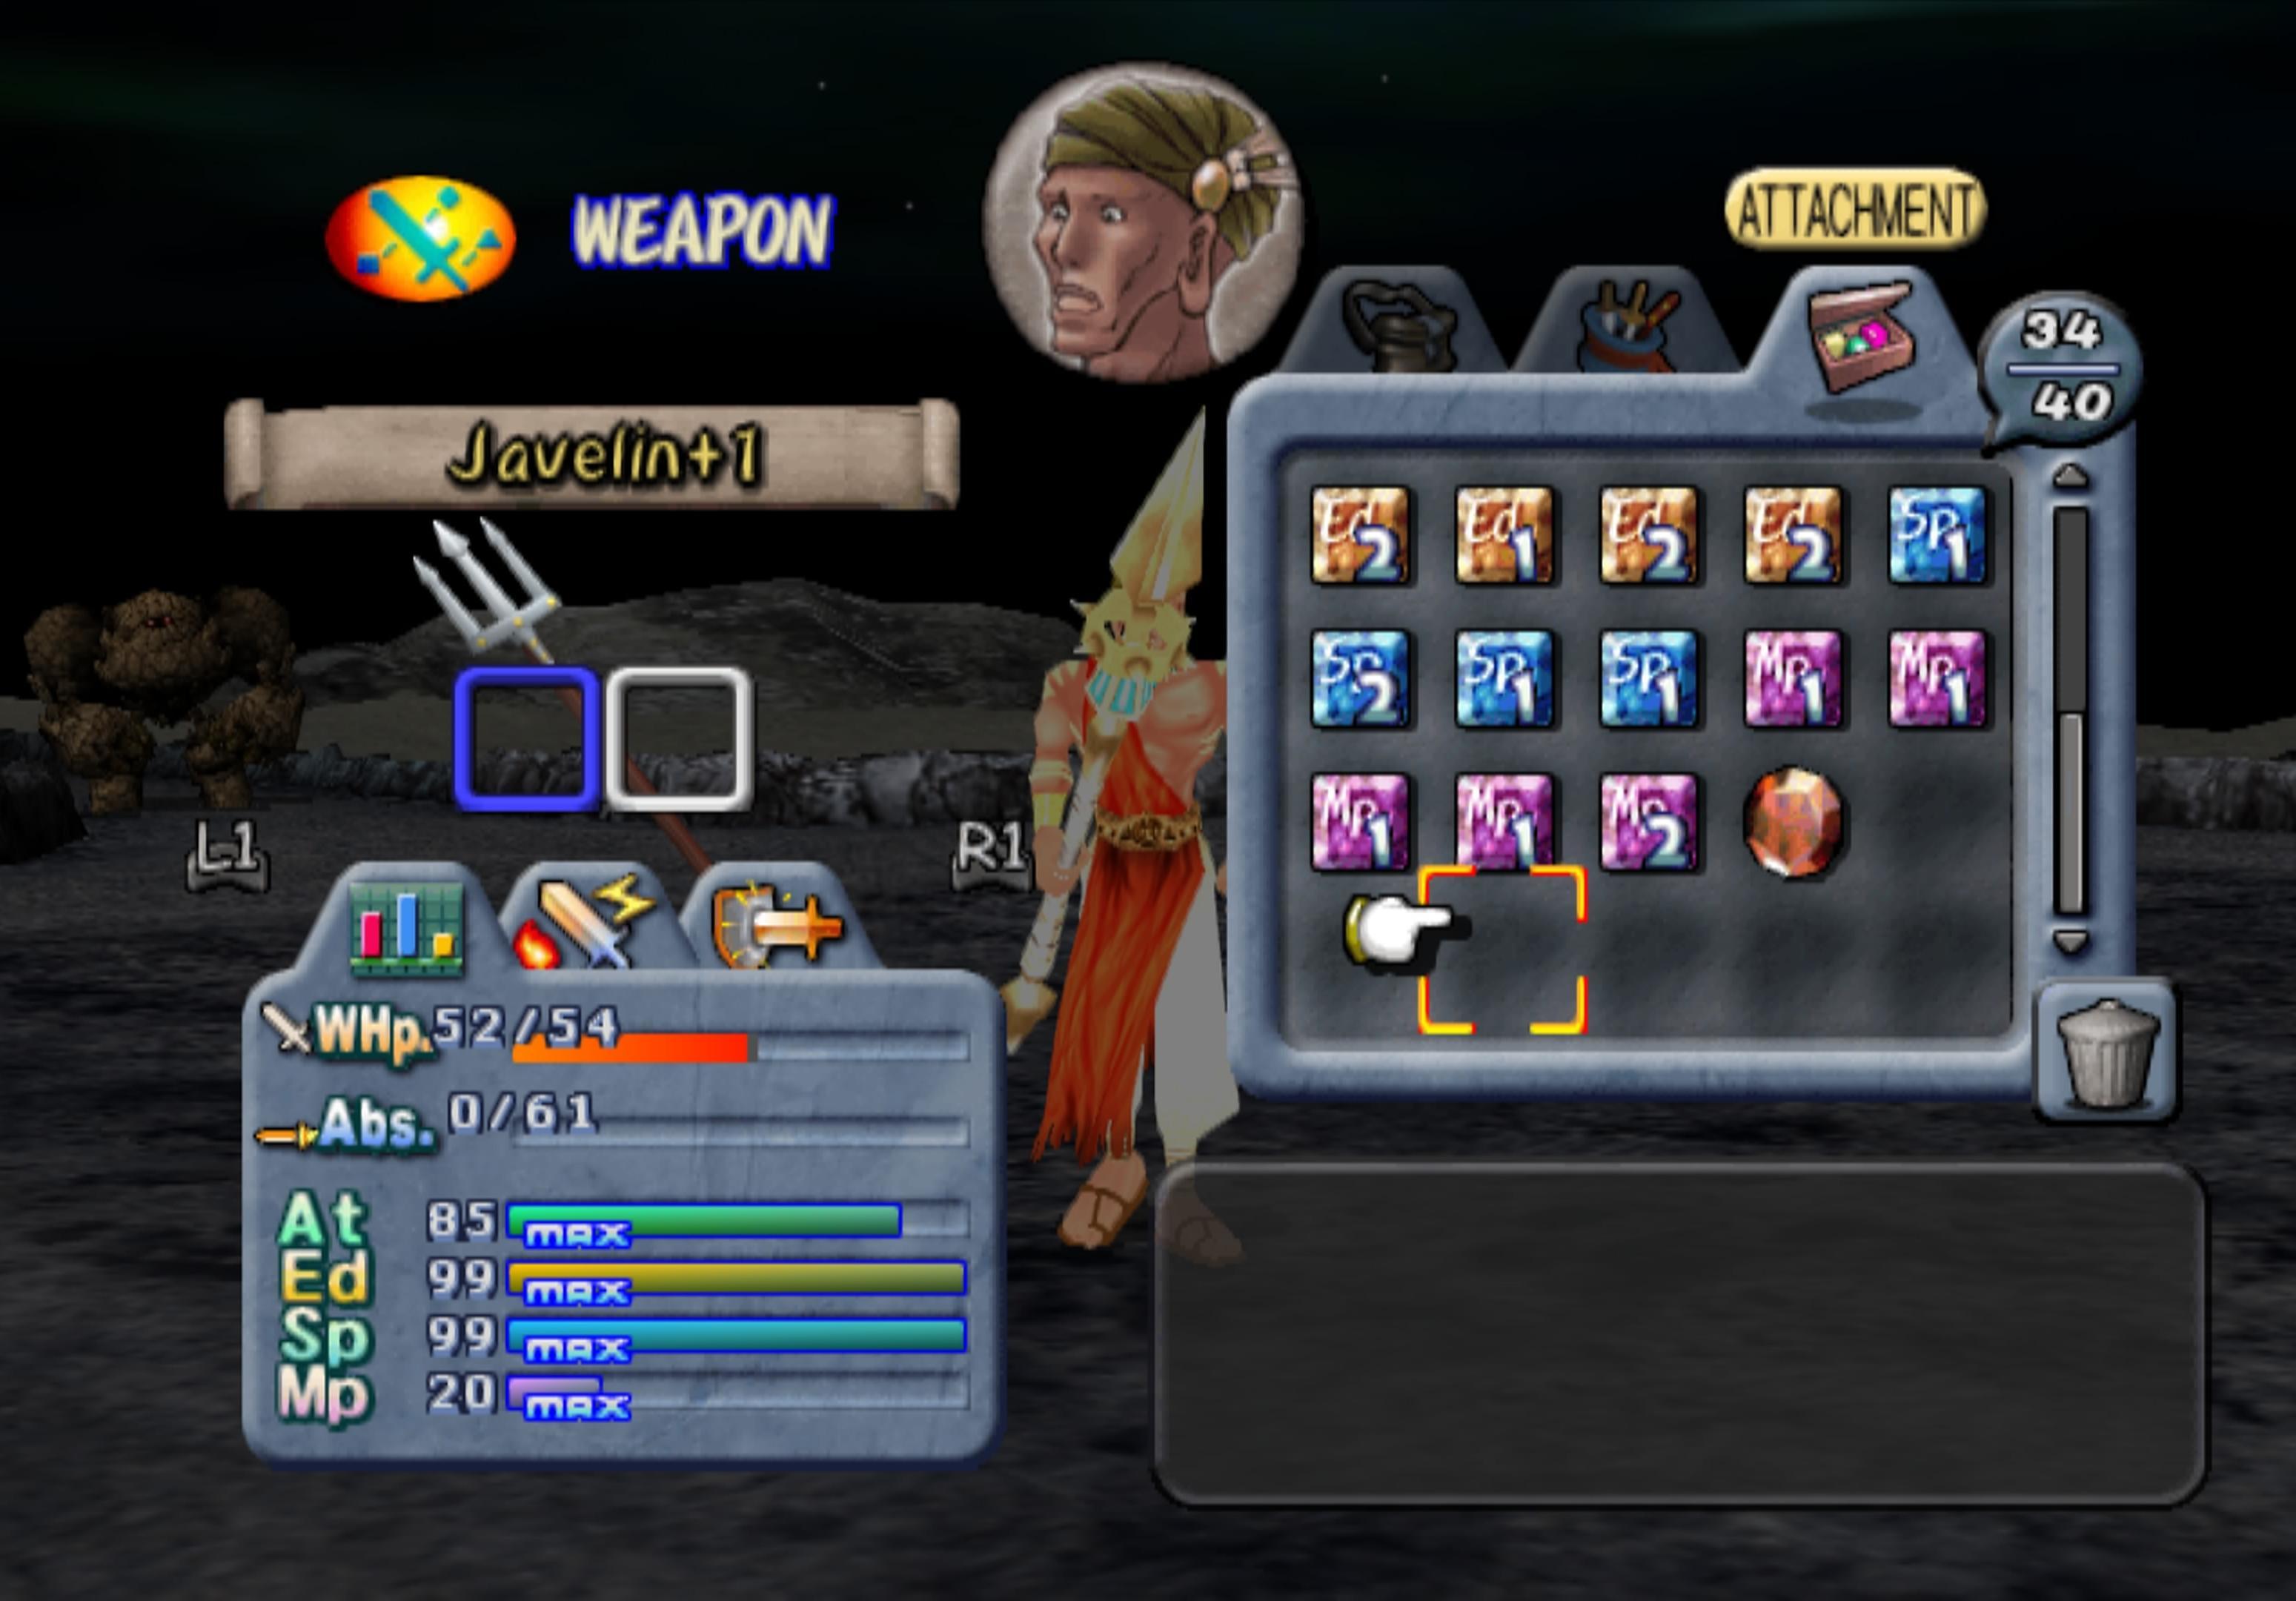 WEAPON
ATTACHMENT
34
40
Javelin+1
Ed 2 Ed 1 Ed 2 Ed 2 Sp 1
Sp 2 Sp 1 Sp 1 Mp 1 Mp 1
Mp 1 Mp 1 Mp 2
L1 R1
WHp. 52/54
Abs. 0/61
At 85 max
Ed 99 max
Sp 99 max
Mp 20 max